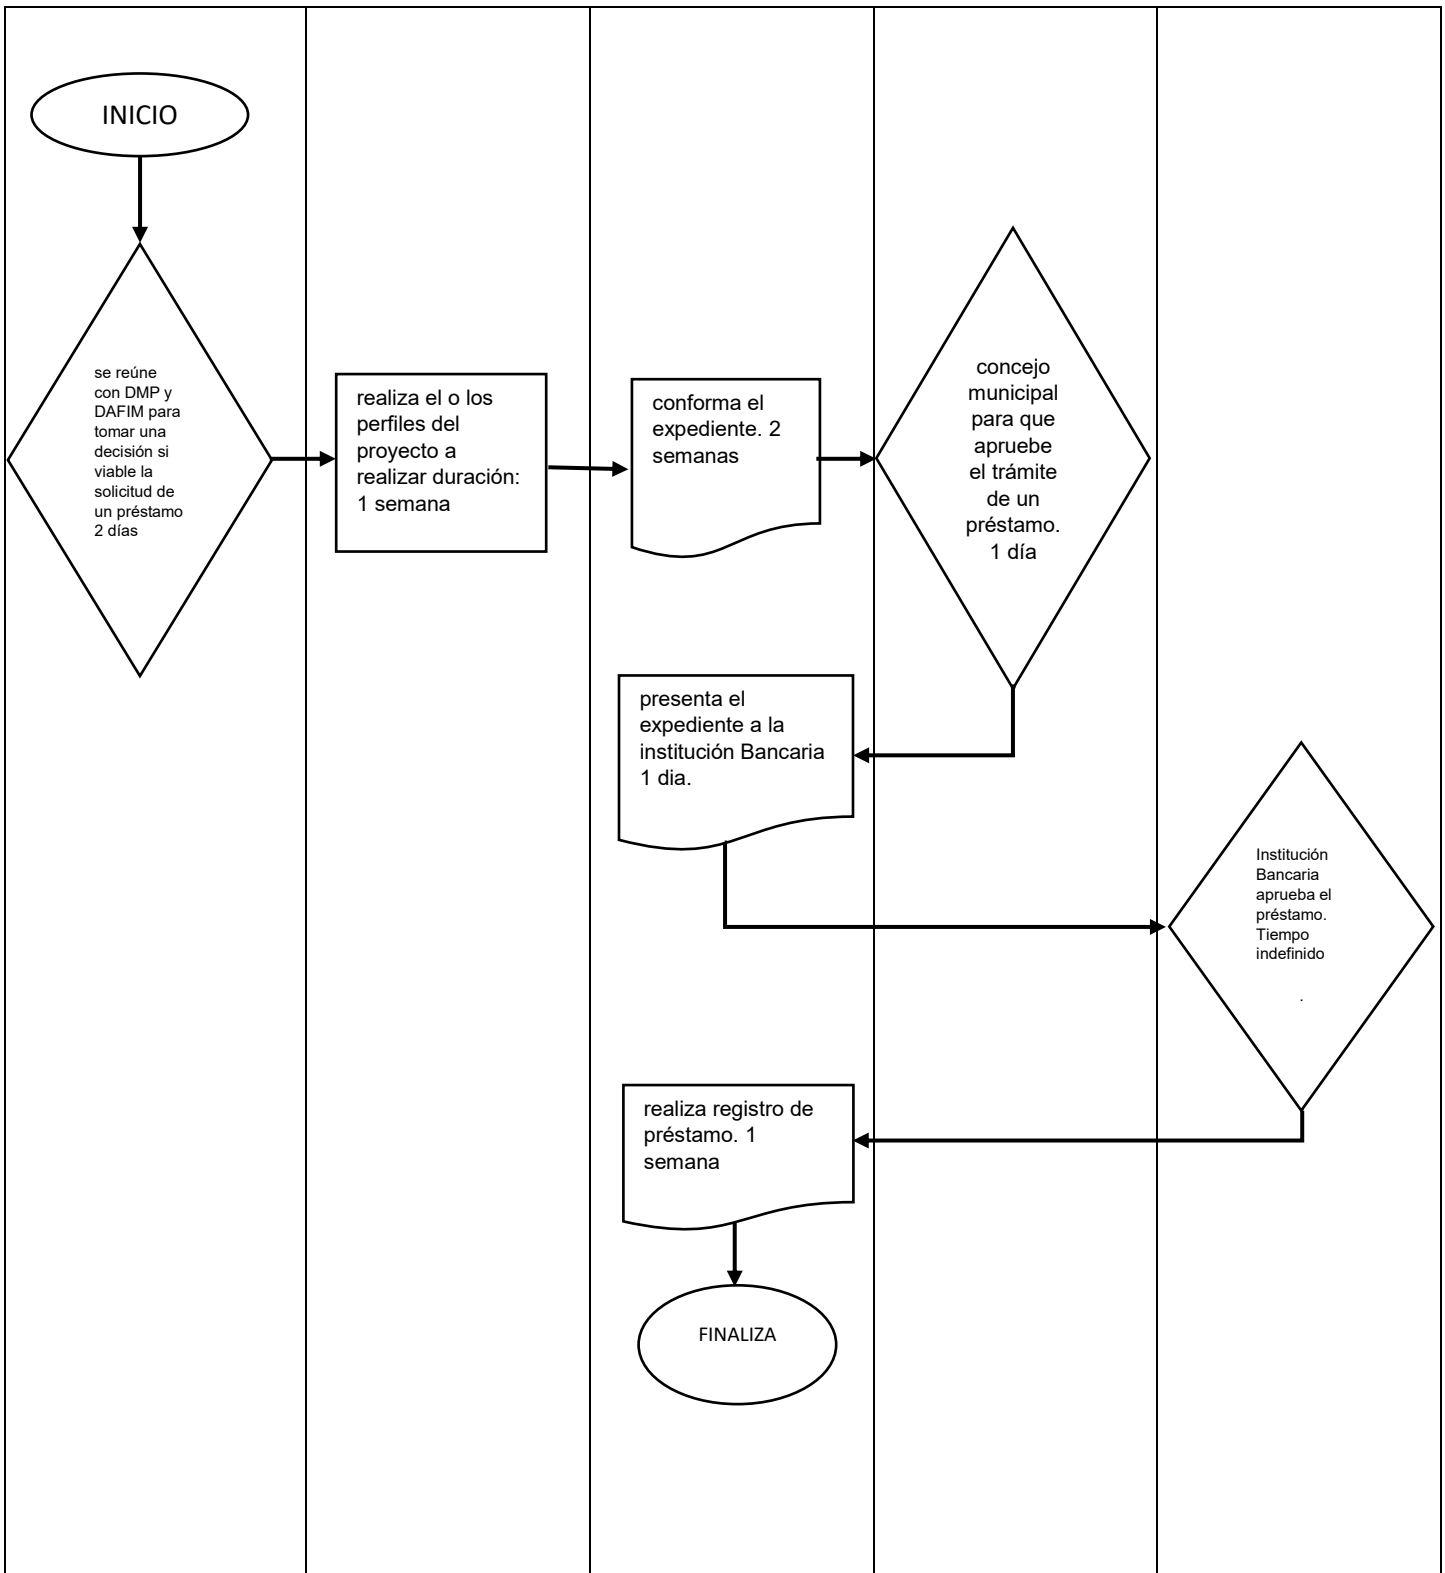 INICIO
se reúne
con DMP y
DAFIM para
tomar una
decisión si
viable la
solicitud de
un préstamo
2 días
realiza el o los
perfiles del
proyecto a
realizar duración:
1 semana
conforma el
expediente. 2
semanas
concejo
municipal
para que
apruebe
el trámite
de un
préstamo.
1 día
presenta el
expediente a la
institución Bancaria
1 dia.
Institución
Bancaria
aprueba el
préstamo.
Tiempo
indefinido
.
realiza registro de
préstamo. 1
semana
FINALIZA